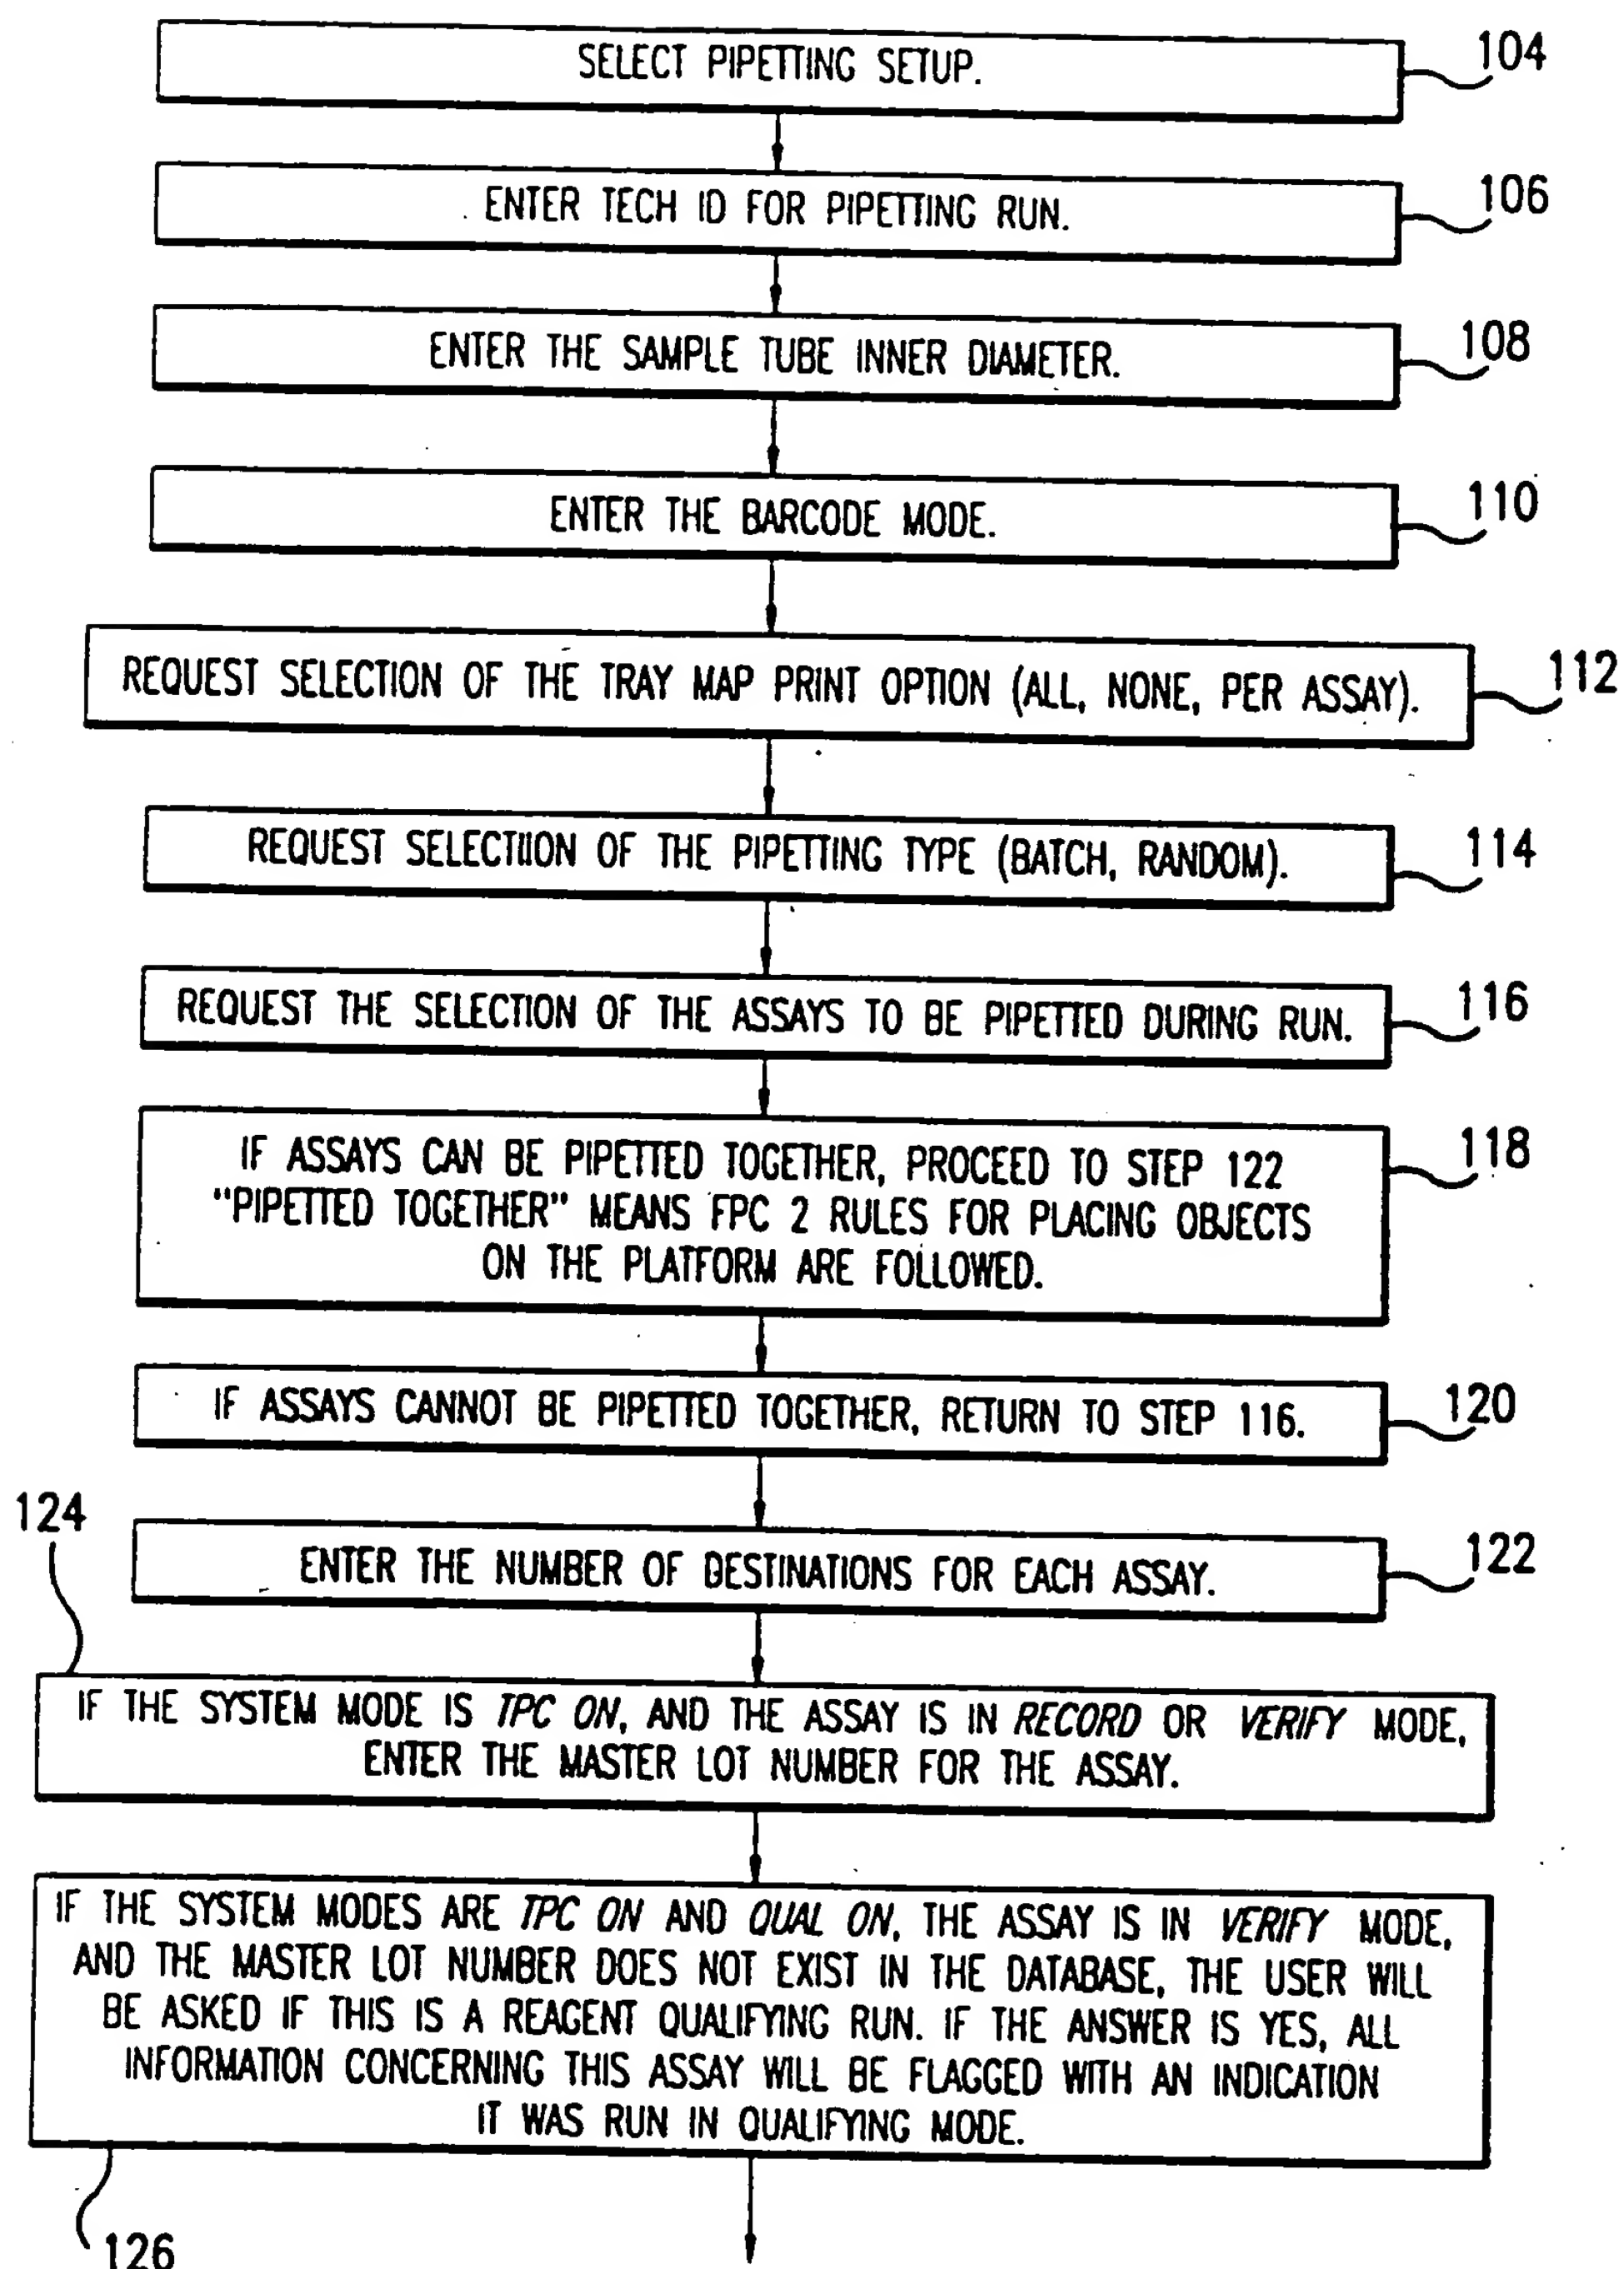 SELECT PIPETTING SETUP.
104
ENTER TECH ID FOR PIPETTING RUN.
106
ENTER THE SAMPLE TUBE INNER DIAMETER.
108
ENTER THE BARCODE MODE.
110
REQUEST SELECTION OF THE TRAY MAP PRINT OPTION (ALL, NONE, PER ASSAY).
112
REQUEST SELECTIION OF THE PIPETTING TYPE (BATCH, RANDOM).
114
REQUEST THE SELECTION OF THE ASSAYS TO BE PIPETTED DURING RUN.
116
IF ASSAYS CAN BE PIPETTED TOGETHER, PROCEED TO STEP 122
"PIPETTED TOGETHER" MEANS FPC 2 RULES FOR PLACING OBJECTS
ON THE PLATFORM ARE FOLLOWED.
118
IF ASSAYS CANNOT BE PIPETTED TOGETHER, RETURN TO STEP 116.
120
ENTER THE NUMBER OF DESTINATIONS FOR EACH ASSAY.
122
124
IF THE SYSTEM MODE IS TPC ON, AND THE ASSAY IS IN RECORD OR VERIFY MODE,
ENTER THE MASTER LOT NUMBER FOR THE ASSAY.
IF THE SYSTEM MODES ARE TPC ON AND QUAL ON, THE ASSAY IS IN VERIFY MODE,
AND THE MASTER LOT NUMBER DOES NOT EXIST IN THE DATABASE, THE USER WILL
BE ASKED IF THIS IS A REAGENT QUALIFYING RUN. IF THE ANSWER IS YES, ALL
INFORMATION CONCERNING THIS ASSAY WILL BE FLAGGED WITH AN INDICATION
IT WAS RUN IN QUALIFYING MODE.
126